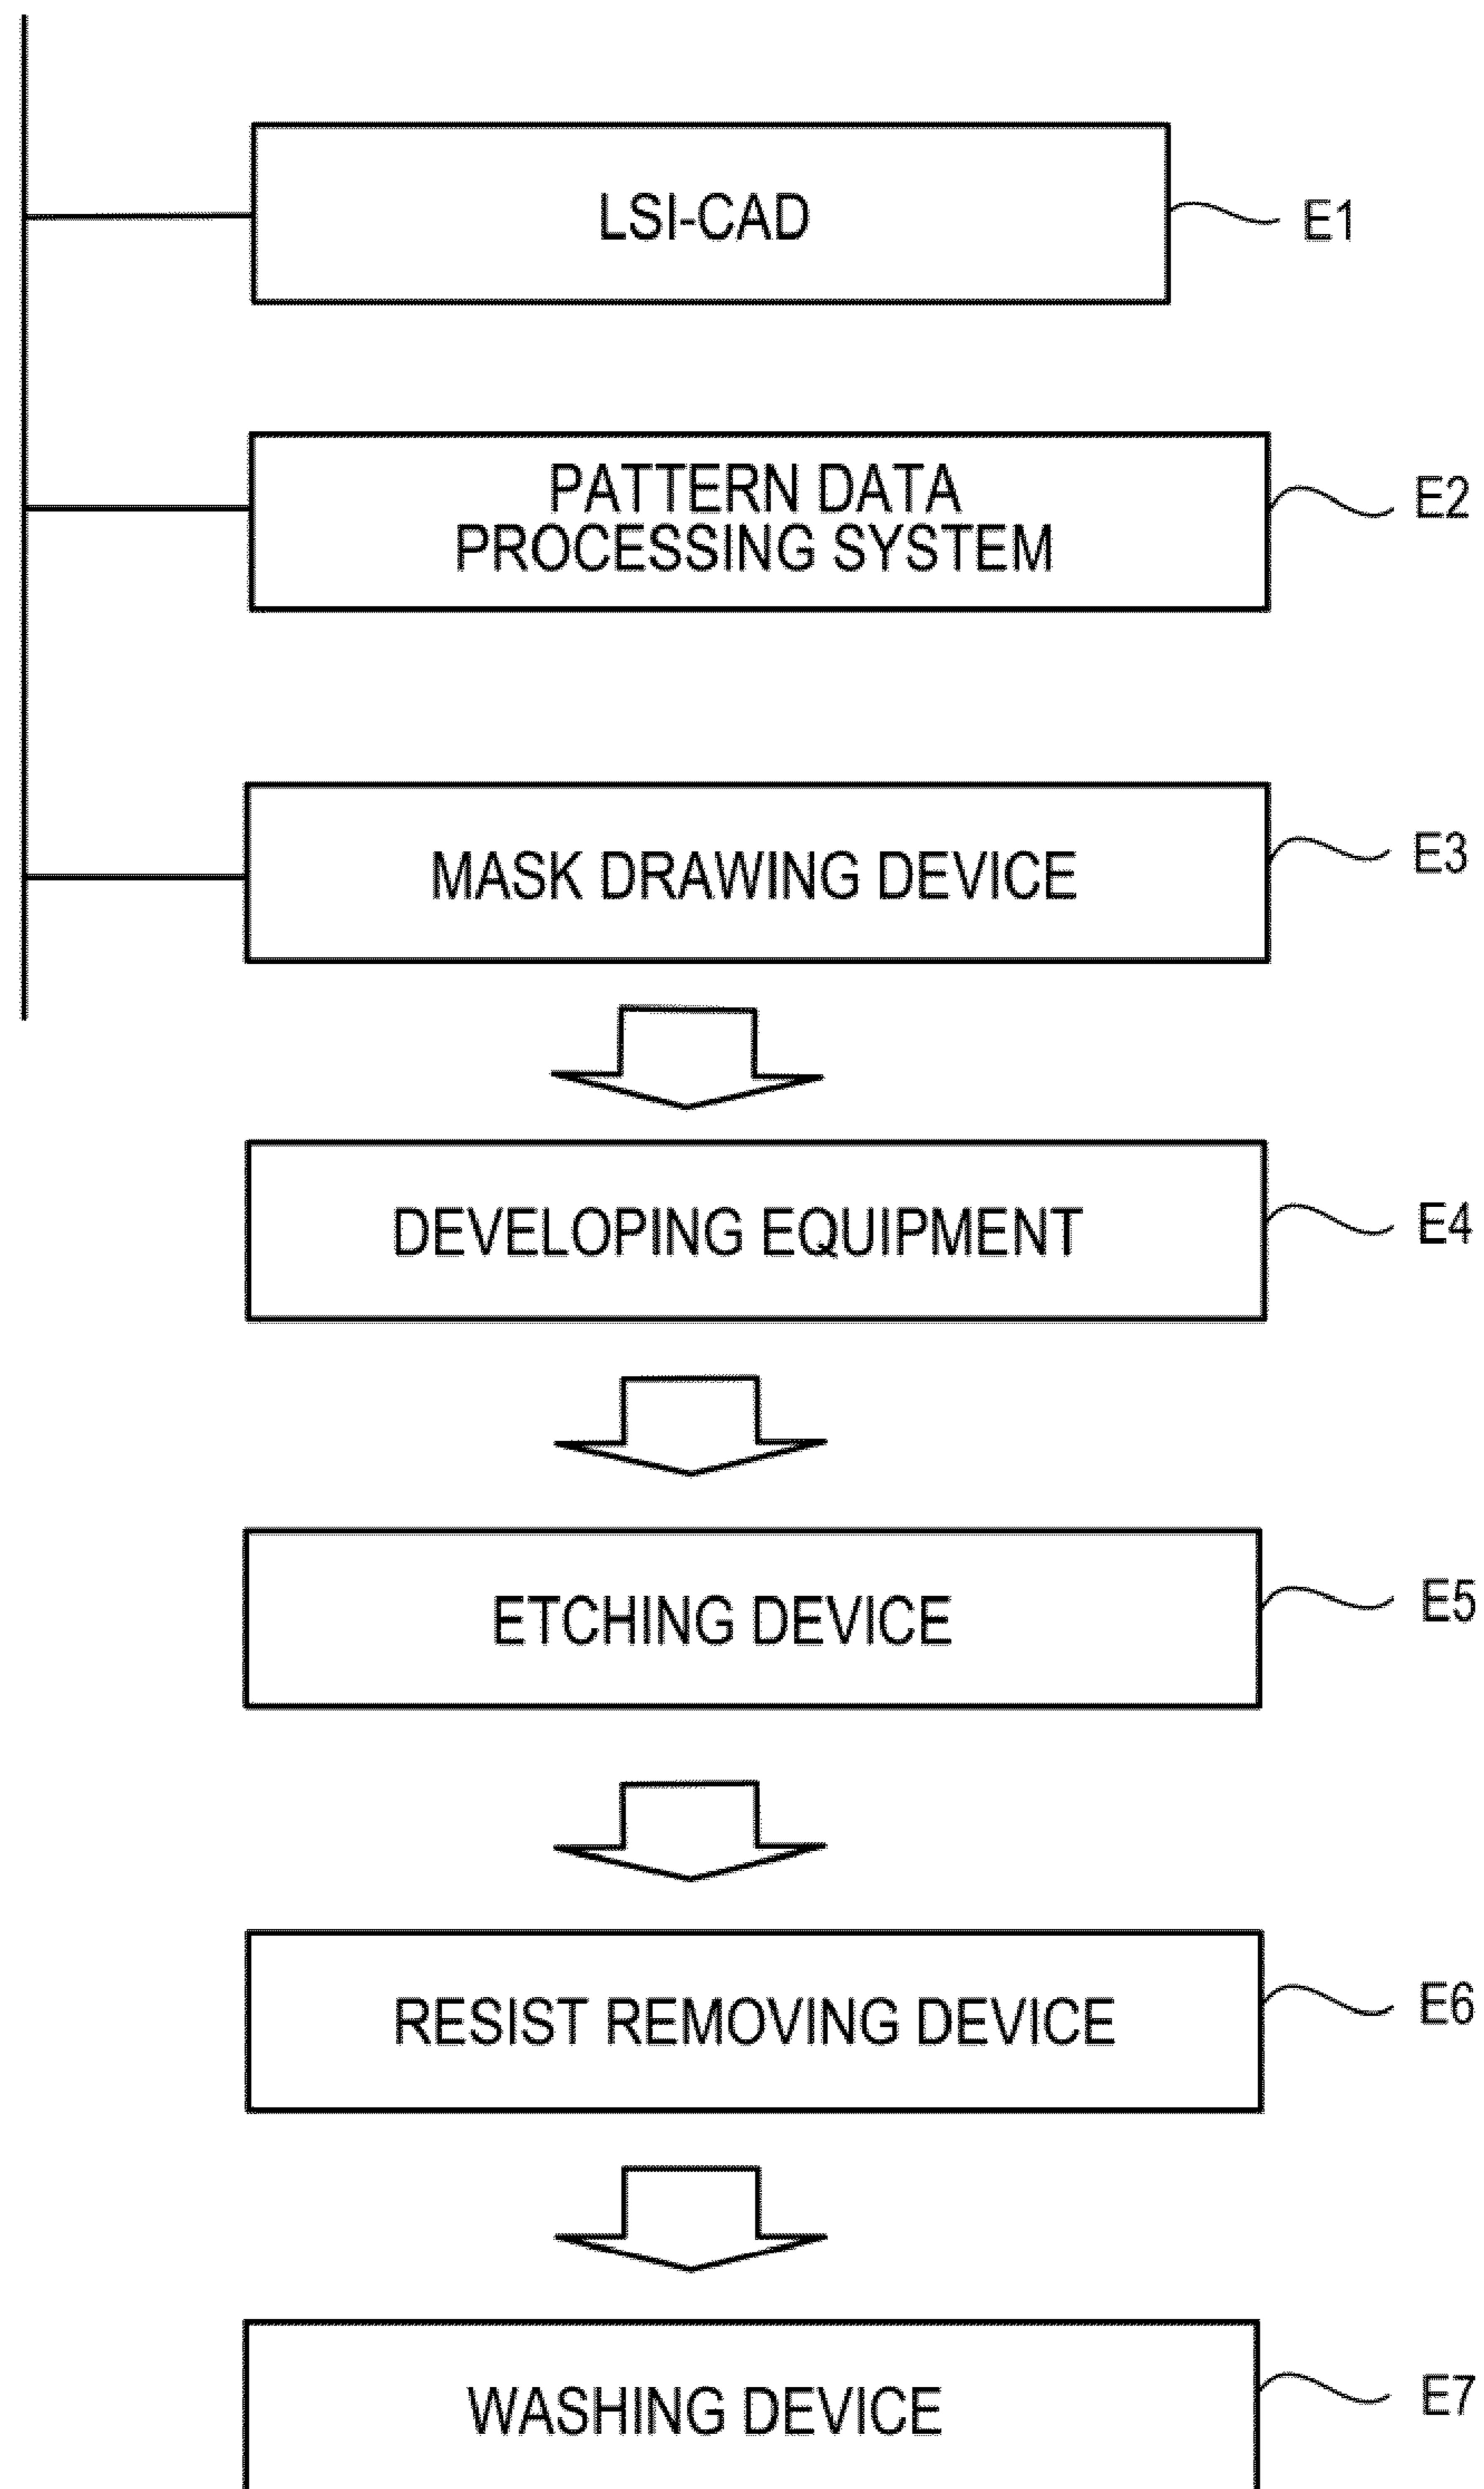 LSI-CAD
E1
PATTERN DATA
PROCESSING SYSTEM
E2
MASK DRAWING DEVICE
E3
DEVELOPING EQUIPMENT
E4
ETCHING DEVICE
E5
RESIST REMOVING DEVICE
E6
WASHING DEVICE
E7